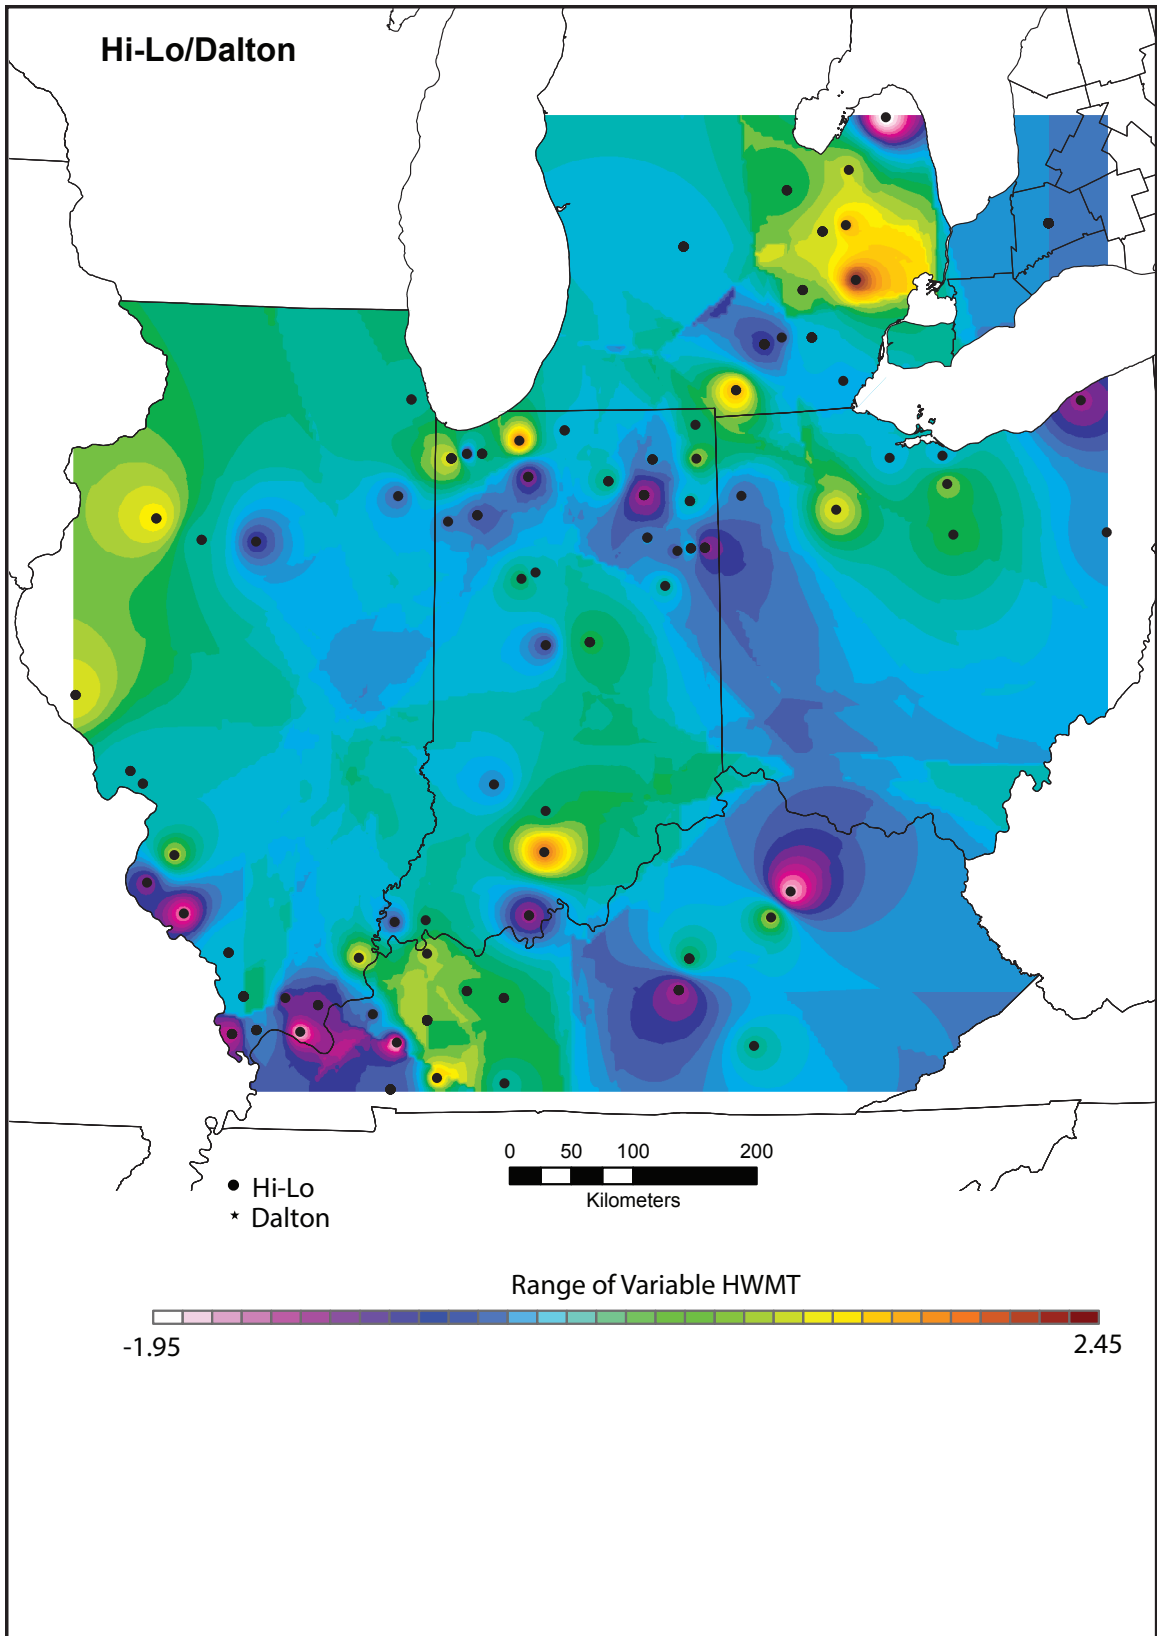 Hi-Lo/Dalton
0 50 100 200
Kilometers
Hi-Lo
Dalton
Range of Variable HWMT
-1.95 2.45